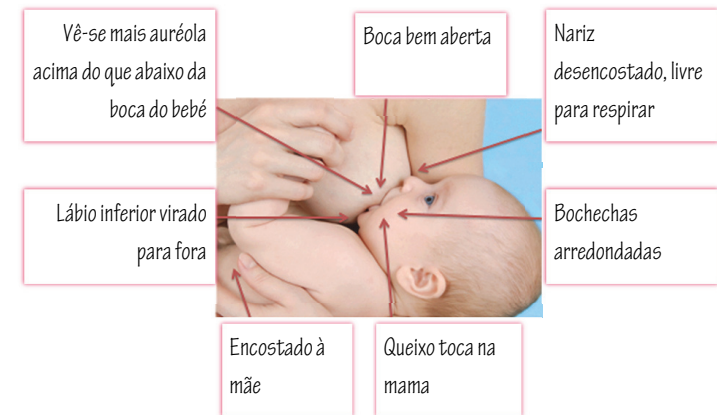 Vê-se mais auréola
acima do que abaixo da
boca do bebé
Boca bem aberta
Nariz
desencostado, livre
para respirar
Lábio inferior virado
para fora
Bochechas
arredondadas
Encostado à
mãe
Queixo toca na
mama